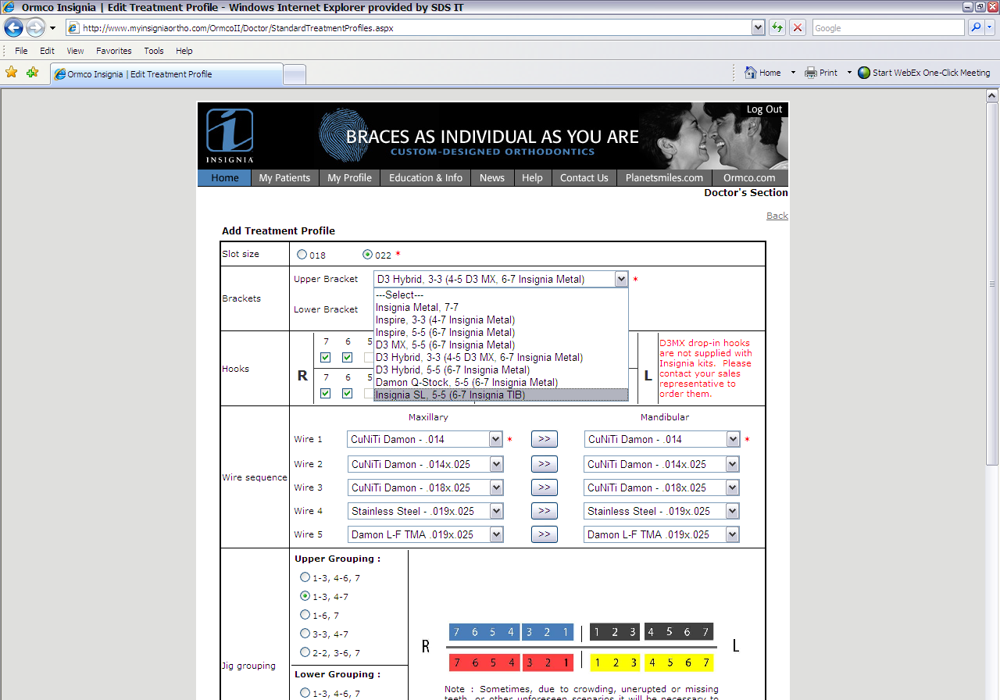 Ormco Insignia | Edit Treatment Profile - Windows Internet Explorer provided by SDS IT
http://www.myinsigniaortho.com/OrmcoII/Doctor/StandardTreatmentProfiles.aspx
Google
File Edit View Favorites Tools Help
Ormco Insignia | Edit Treatment Profile
Home Print Start WebEx One-Click Meeting
Log Out
i
INSIGNIA
BRACES AS INDIVIDUAL AS YOU ARE
CUSTOM-DESIGNED ORTHODONTICS
Home My Patients My Profile Education & Info News Help Contact Us Planetsmiles.com Ormco.com
Doctor's Section
Back
Add Treatment Profile
Slot size 018 022 *
Brackets
Upper Bracket D3 Hybrid, 3-3 (4-5 D3 MX, 6-7 Insignia Metal) *
Lower Bracket
---Select---
Insignia Metal, 7-7
Inspire, 3-3 (4-7 Insignia Metal)
Inspire, 5-5 (6-7 Insignia Metal)
D3 MX, 5-5 (6-7 Insignia Metal)
D3 Hybrid, 3-3 (4-5 D3 MX, 6-7 Insignia Metal)
D3 Hybrid, 5-5 (6-7 Insignia Metal)
Damon Q-Stock, 5-5 (6-7 Insignia Metal)
Insignia SL, 5-5 (6-7 Insignia TIB)
Hooks
R
7 6 5
7 6 5
L
D3MX drop-in hooks
are not supplied with
Insignia kits. Please
contact your sales
representative to
order them.
Wire sequence
Maxillary Mandibular
Wire 1 CuNiTi Damon - .014 * >> CuNiTi Damon - .014 *
Wire 2 CuNiTi Damon - .014x.025 >> CuNiTi Damon - .014x.025
Wire 3 CuNiTi Damon - .018x.025 >> CuNiTi Damon - .018x.025
Wire 4 Stainless Steel - .019x.025 >> Stainless Steel - .019x.025
Wire 5 Damon L-F TMA .019x.025 >> Damon L-F TMA .019x.025
Jig grouping
Upper Grouping :
1-3, 4-6, 7
1-3, 4-7
1-6, 7
3-3, 4-7
2-2, 3-6, 7
Lower Grouping :
1-3, 4-6, 7
R
7 6 5 4 3 2 1 1 2 3 4 5 6 7
7 6 5 4 3 2 1 1 2 3 4 5 6 7
L
Note : Sometimes, due to crowding, unerupted or missing
teeth, or other unforeseen scenarios it will be necessary to